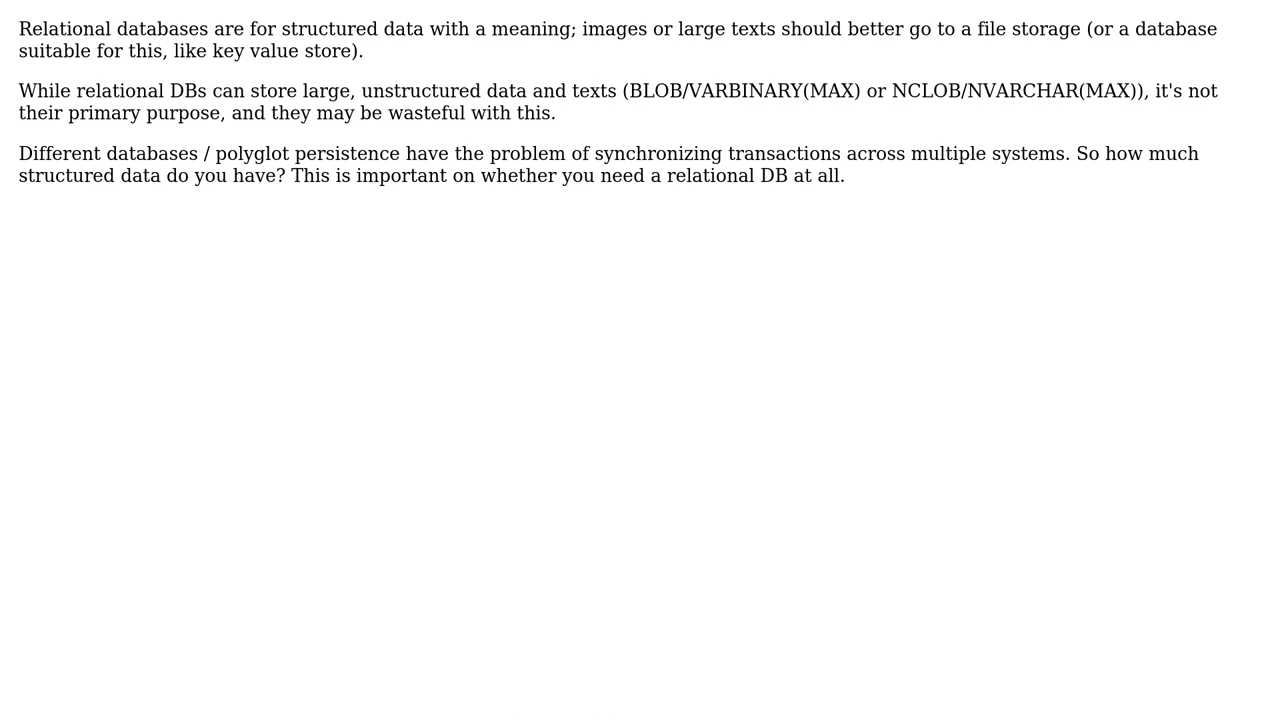 Relational databases are for structured data with a meaning; images or large texts should better go to a file storage (or a database
suitable for this, like key value store).
While relational DBs can store large, unstructured data and texts (BLOB/VARBINARY(MAX) or NCLOB/NVARCHAR(MAX)), it's not
their primary purpose, and they may be wasteful with this.
Different databases / polyglot persistence have the problem of synchronizing transactions across multiple systems. So how much
structured data do you have? This is important on whether you need a relational DB at all.